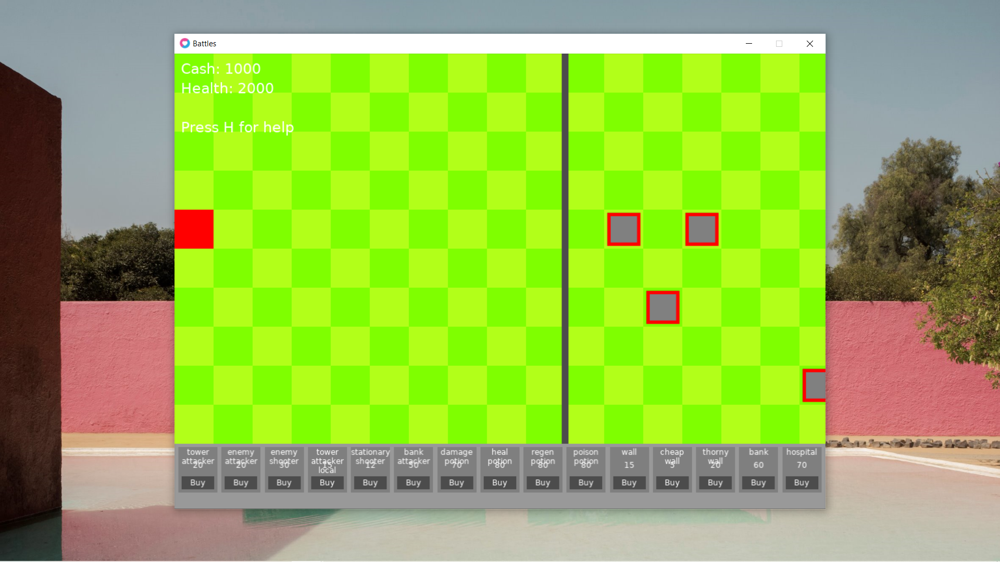 Battles
Cash: 1000
Health: 2000
Press H for help
tower
attacker
20
Buy
enemy
attacker
20
Buy
enemy
shooter
30
Buy
tower
attacker
15
local
Buy
stationary
shooter
12
Buy
bank
attacker
50
Buy
damage
potion
70
Buy
heal
potion
80
Buy
regen
potion
80
Buy
poison
potion
80
Buy
wall
15
Buy
cheap
wall
5
Buy
thorny
wall
20
Buy
bank
60
Buy
hospital
70
Buy